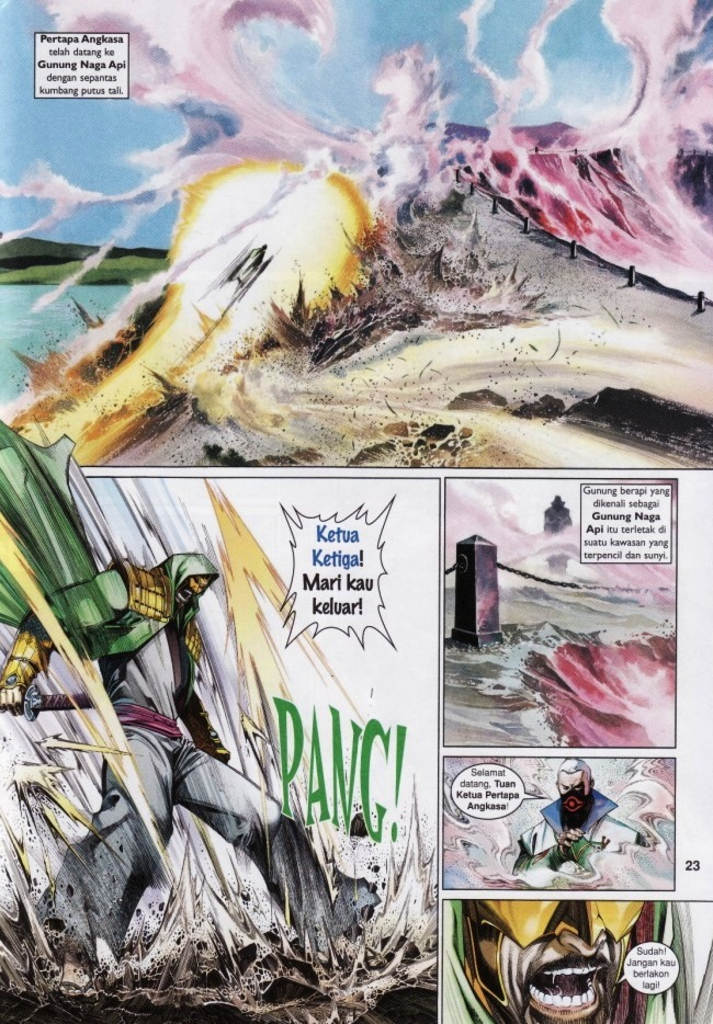 Pertapa Angkasa
telah datang ke
Gunung Naga Api
dengan sepantas
kumbang putus tali.
Ketua
Ketiga!
Mari kau
keluar!
PANG!
Gunung berapi yang
dikenali sebagai
Gunung Naga
Api itu terletak di
suatu kawasan yang
terpencil dan sunyi.
Selamat
datang, Tuan
Ketua Pertapa
Angkasa!
23
Sudah!
Jangan kau
berlakon
lagi!